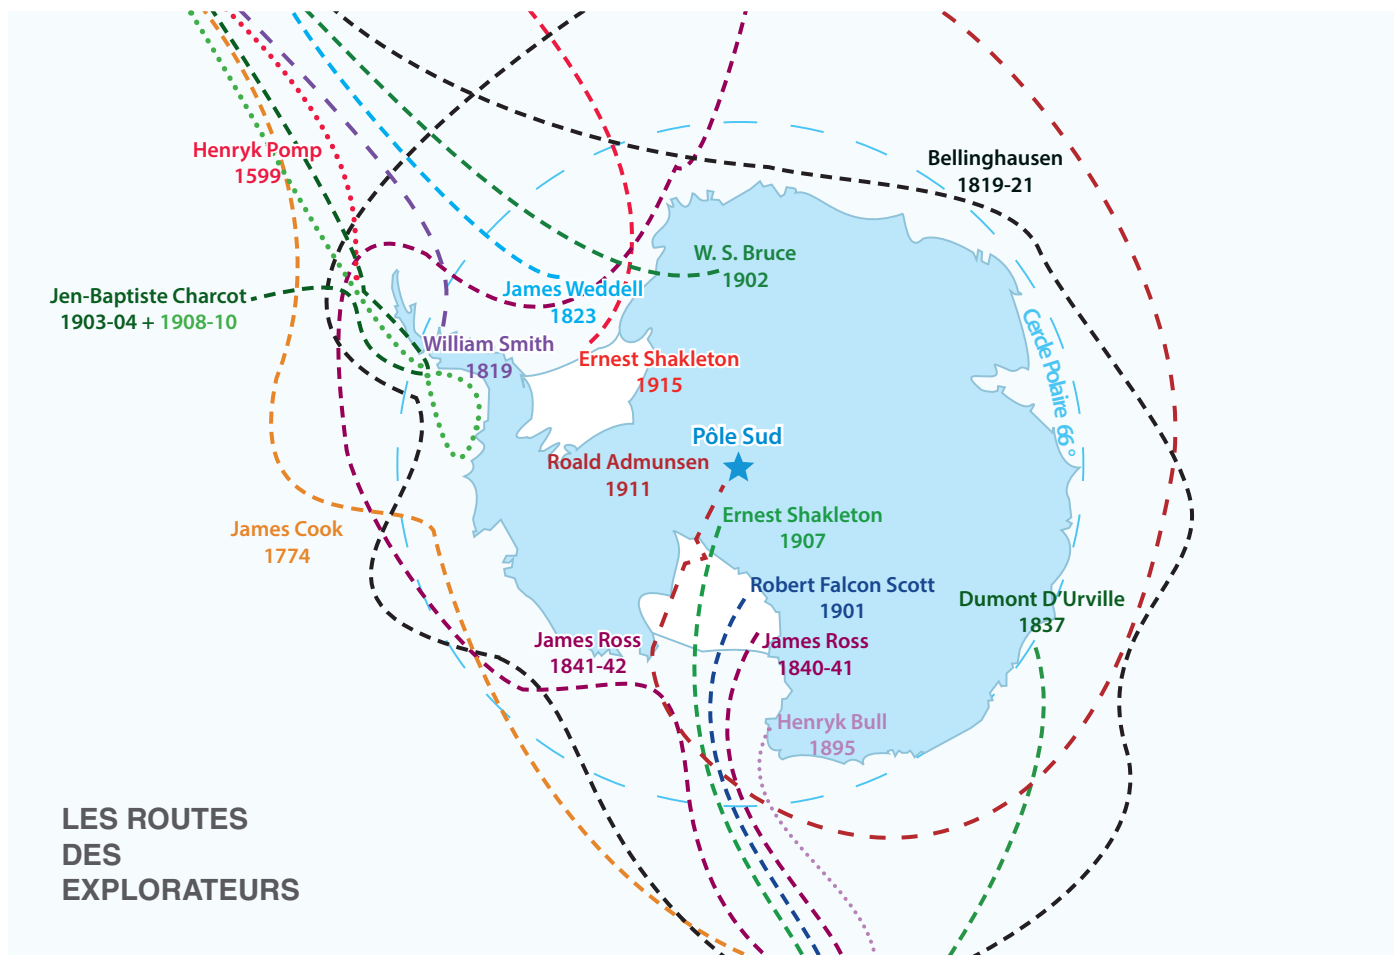 Henryk Pomp
1599
Bellinghausen
1819-21
W. S. Bruce
1902
Jen-Baptiste Charcot
1903-04 + 1908-10
James Weddell
1823
William Smith
1819
Ernest Shakleton
1915
Cercle Polaire 66°
Pôle Sud
Roald Admunsen
1911
Ernest Shakleton
1907
James Cook
1774
Robert Falcon Scott
1901
Dumont D'Urville
1837
James Ross
1841-42
James Ross
1840-41
Henryk Bull
1895
LES ROUTES
DES
EXPLORATEURS